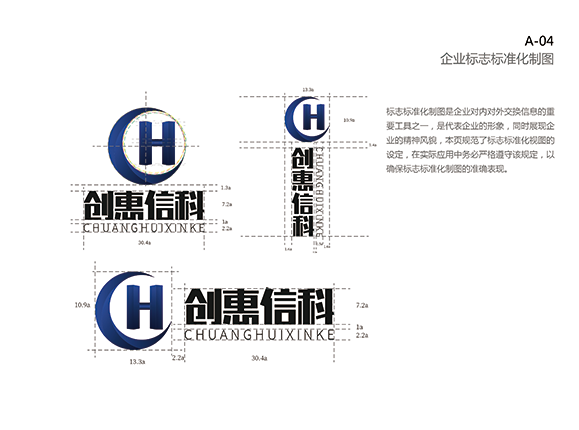 A-04
企业标志标准化制图
标志标准化制图是企业对内对外交换信息的重
要工具之一，是代表企业的形象，同时展现企
业的精神风貌，本页规范了标志标准化视图的
设定，在实际应用中务必严格遵守该规定，以
确保标志标准化制图的准确表现。
H
创惠信科
CHUANGHUIXINKE
1.3a
7.2a
1a
2.2a
30.4a
13.3a
10.9a
H
创惠信科
CHUANGHUIXINKE
10.9a
H
创惠信科
CHUANGHUIXINKE
7.2a
1a
2.2a
13.3a
2.2a
30.4a